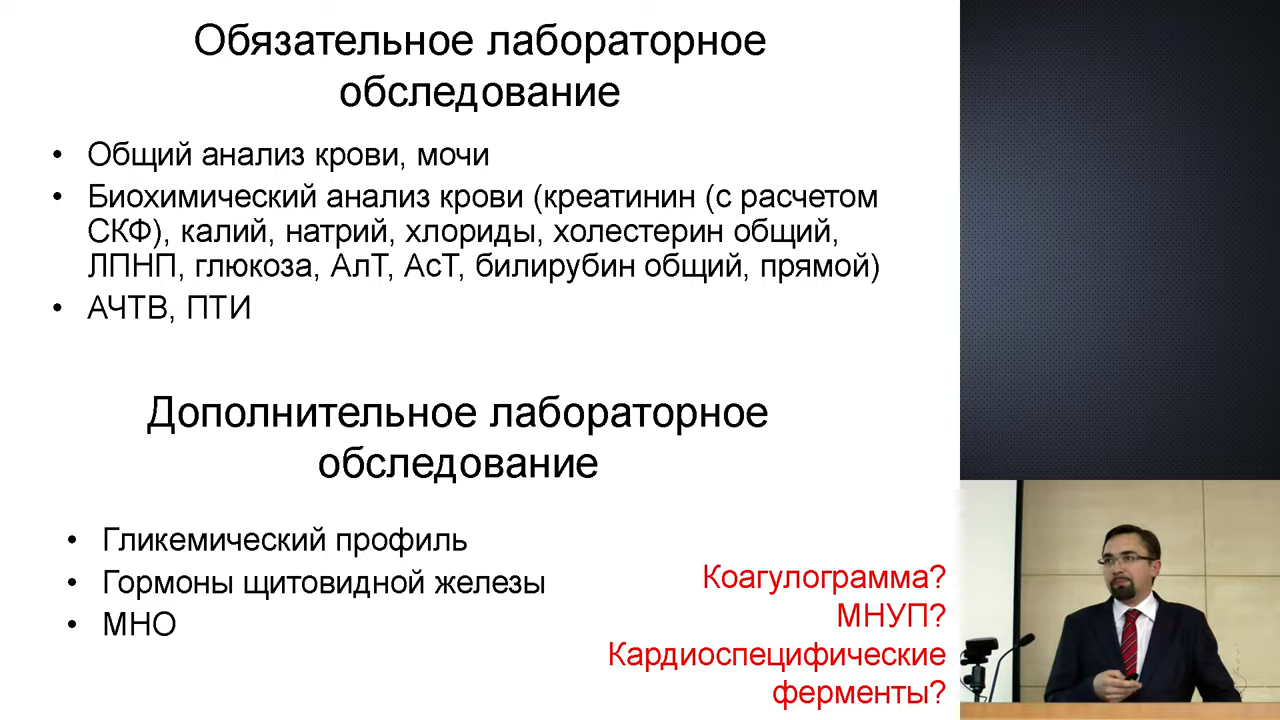 Обязательное лабораторное
обследование
• Общий анализ крови, мочи
• Биохимический анализ крови (креатинин (с расчетом
СКФ), калий, натрий, хлориды, холестерин общий,
ЛПНП, глюкоза, АлТ, АсТ, билирубин общий, прямой)
• АЧТВ, ПТИ
Дополнительное лабораторное
обследование
• Гликемический профиль
• Гормоны щитовидной железы
• МНО
Коагулограмма?
МНУП?
Кардиоспецифические
ферменты?